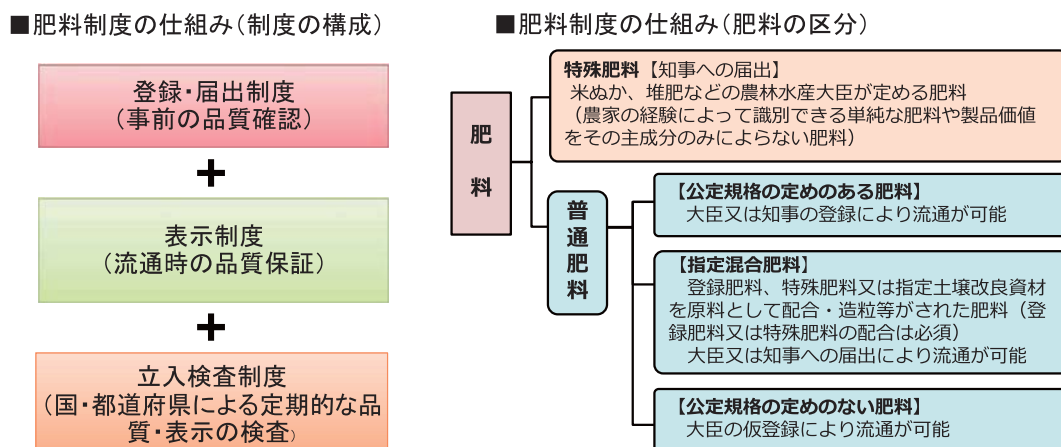 ■肥料制度の仕組み(制度の構成)
登録・届出制度
(事前の品質確認)
+
表示制度
(流通時の品質保証)
+
立入検査制度
(国・都道府県による定期的な品
質・表示の検査)
■肥料制度の仕組み(肥料の区分)
肥料
特殊肥料【知事への届出】
米ぬか、堆肥などの農林水産大臣が定める肥料
(農家の経験によって識別できる単純な肥料や製品価値
をその主成分のみによらない肥料)
普通肥料
【公定規格の定めのある肥料】
大臣又は知事の登録により流通が可能
【指定混合肥料】
登録肥料、特殊肥料又は指定土壌改良資材
を原料として配合・造粒等がされた肥料(登
録肥料又は特殊肥料の配合は必須)
大臣又は知事への届出により流通が可能
【公定規格の定めのない肥料】
大臣の仮登録により流通が可能